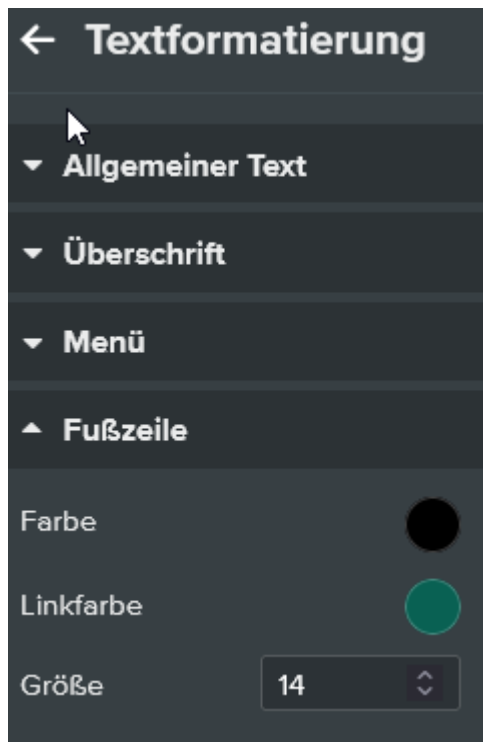 Textformatierung
Allgemeiner Text
Überschrift
Menü
Fußzeile
Farbe
Linkfarbe
Größe 14